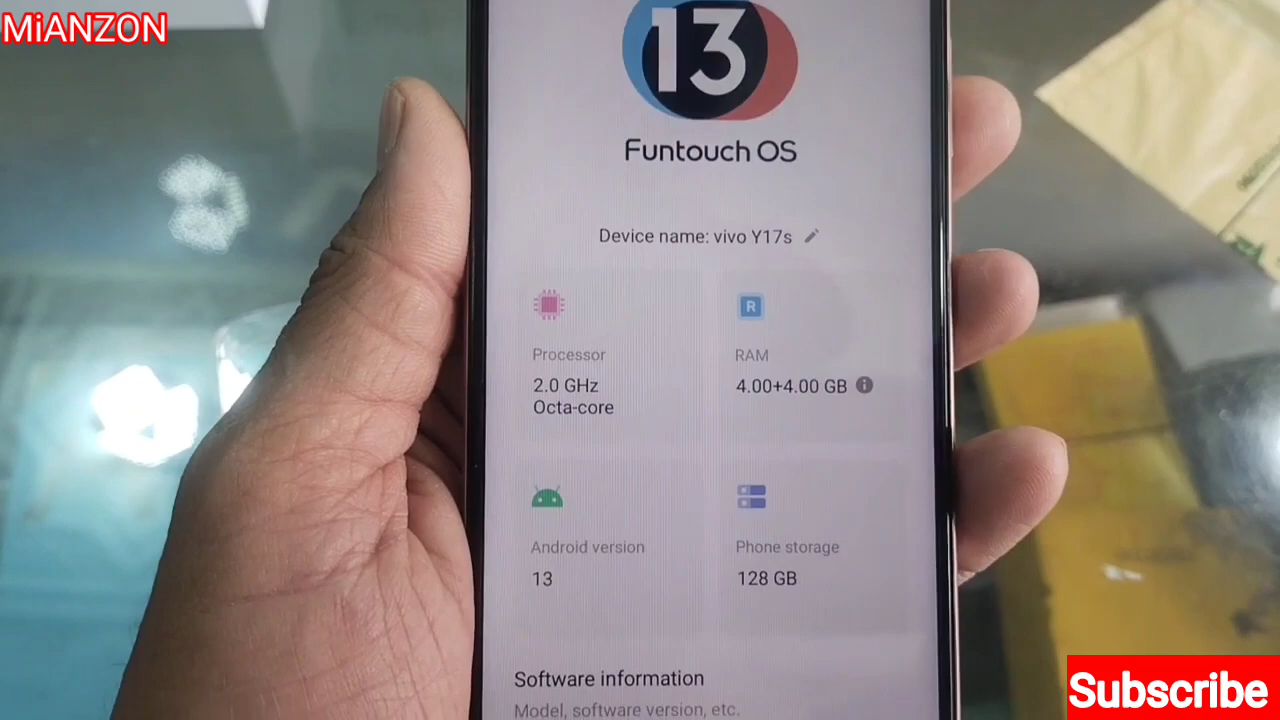 MiANZON
13
Funtouch OS
Device name: vivo Y17s
Processor
2.0 GHz
Octa-core
R
RAM
4.00+4.00 GB
Android version
13
Phone storage
128 GB
Software information
Model, software version, etc.
Subscribe